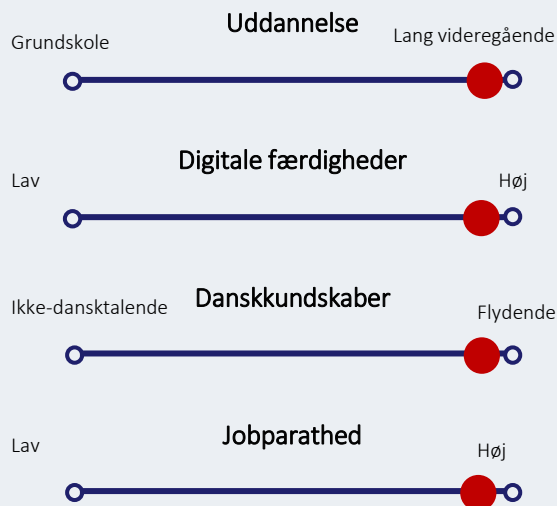 Uddannelse
Grundskole
Lang videregående
Digitale færdigheder
Lav
Høj
Danskkundskaber
Ikke-dansktalende
Flydende
Jobparathed
Lav
Høj